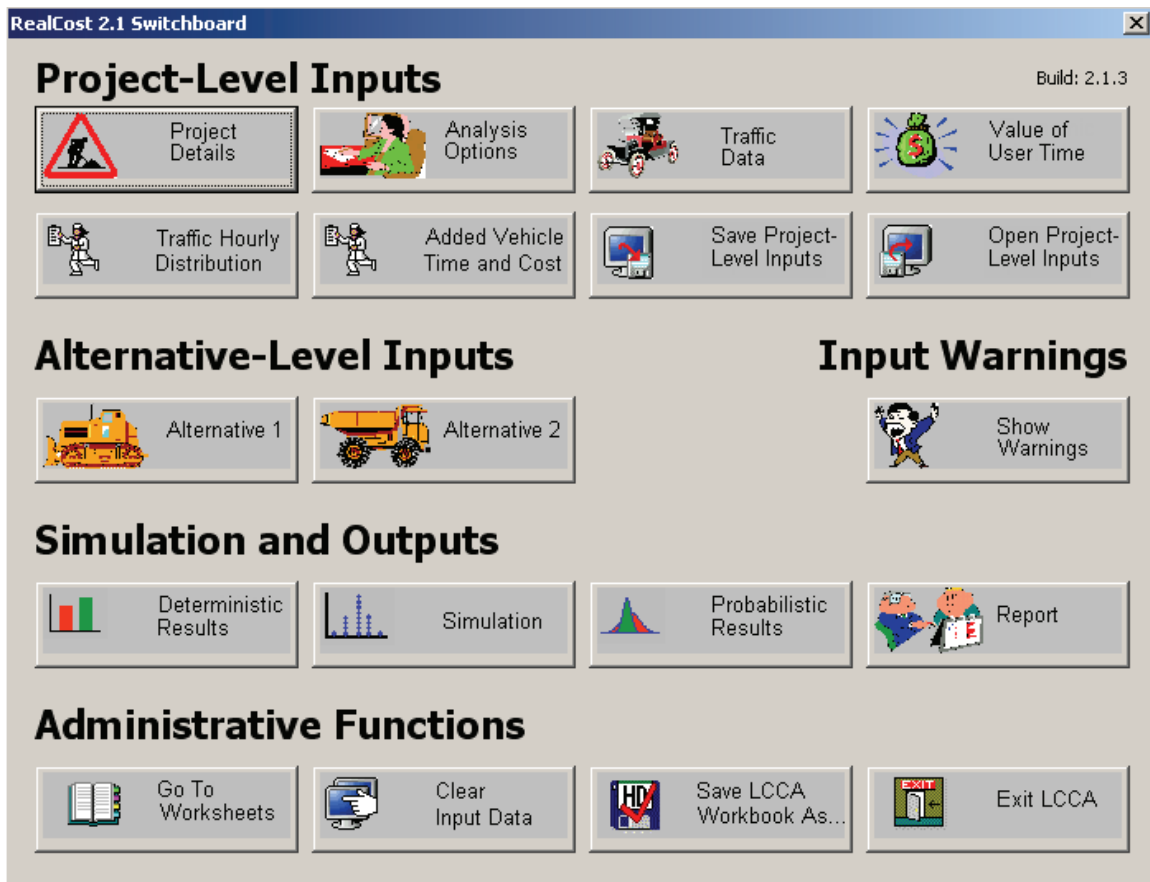 RealCost 2.1 Switchboard
Project-Level Inputs
Build: 2.1.3
Project
Details
Analysis
Options
Traffic
Data
Value of
User Time
Traffic Hourly
Distribution
Added Vehicle
Time and Cost
Save Project-
Level Inputs
Open Project-
Level Inputs
Alternative-Level Inputs
Input Warnings
Alternative 1
Alternative 2
Show
Warnings
Simulation and Outputs
Deterministic
Results
Simulation
Probabilistic
Results
Report
Administrative Functions
Go To
Worksheets
Clear
Input Data
HD
Save LCCA
Workbook As...
EXIT
Exit LCCA